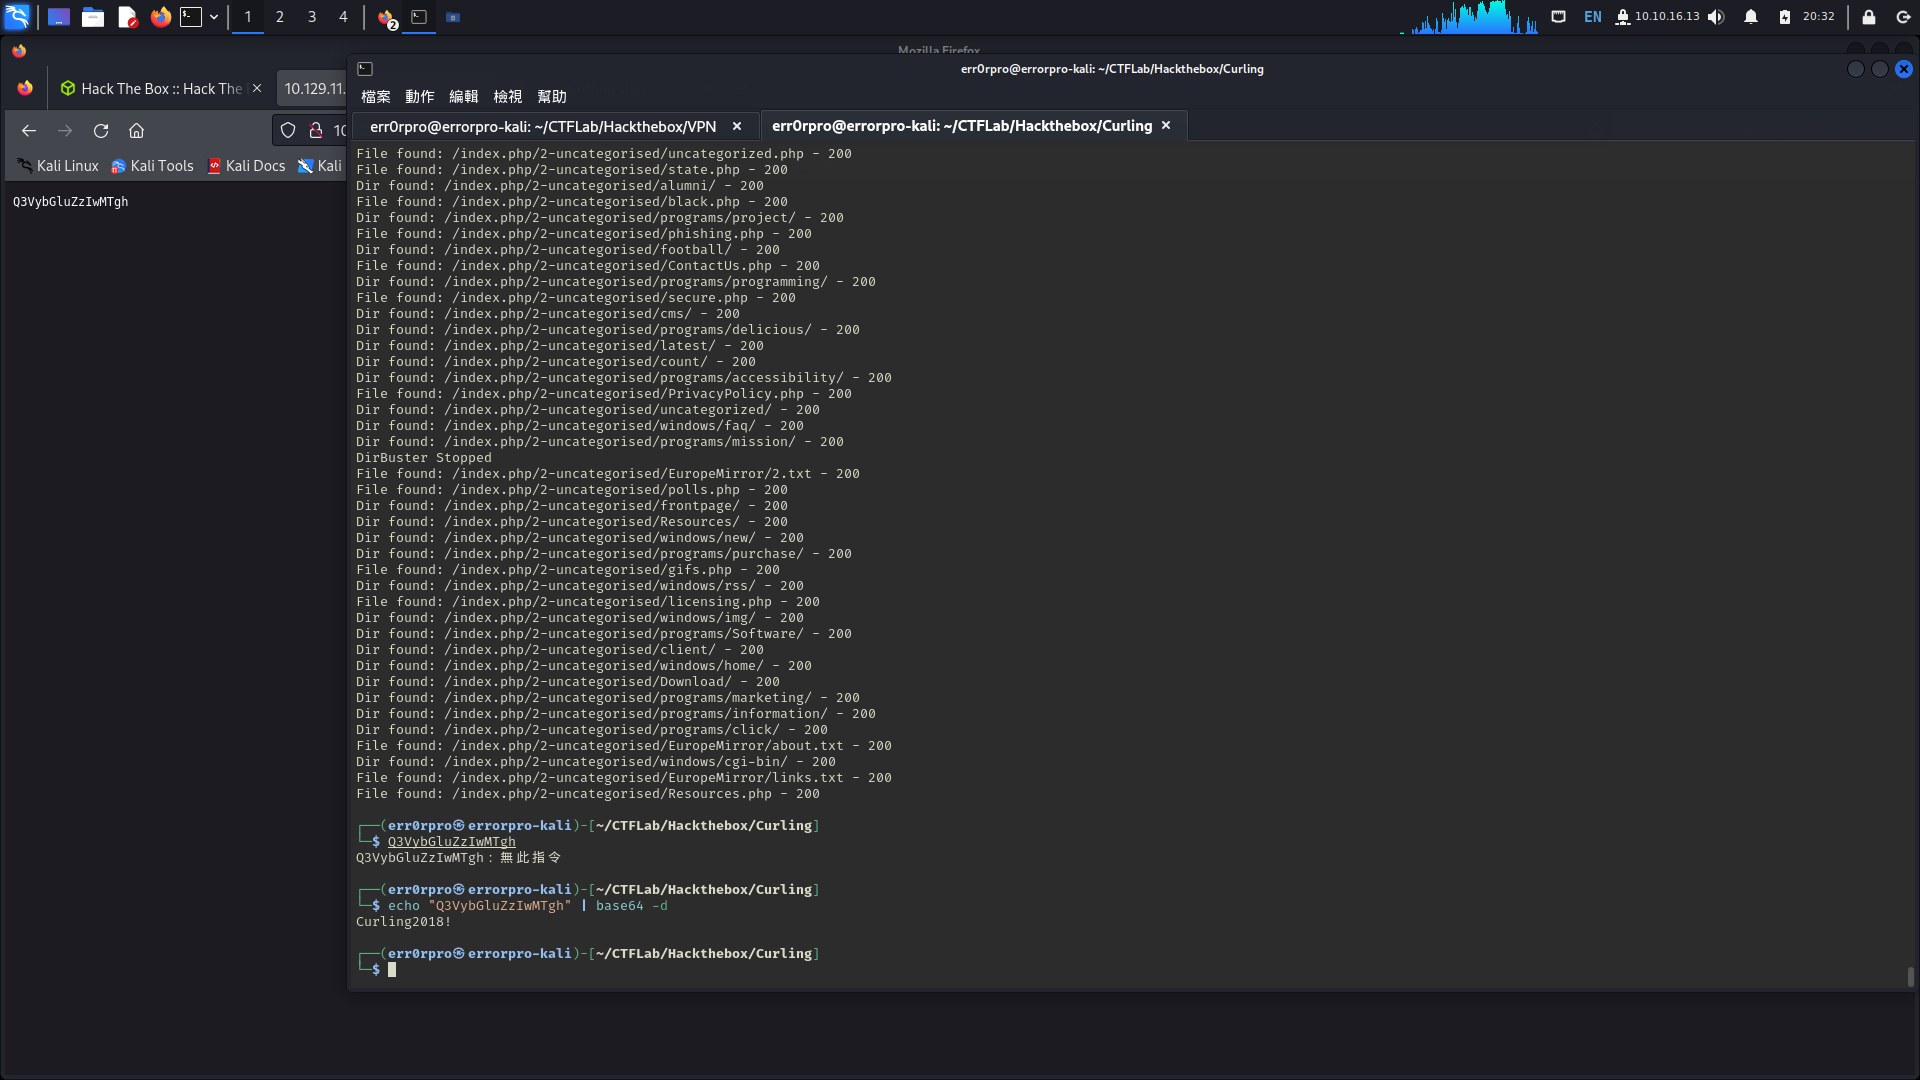 1 2 3 4 2
EN 10.10.16.13 20:32
Mozilla Firefox
err0rpro@errorpro-kali: ~/CTFLab/Hackthebox/Curling
Hack The Box :: Hack The
10.129.11.
檔案 動作 編輯 檢視 幫助
err0rpro@errorpro-kali: ~/CTFLab/Hackthebox/VPN
err0rpro@errorpro-kali: ~/CTFLab/Hackthebox/Curling
10
Kali Linux Kali Tools Kali Docs Kali
Q3VybGluZzIwMTgh
File found: /index.php/2-uncategorised/uncategorized.php - 200
File found: /index.php/2-uncategorised/state.php - 200
Dir found: /index.php/2-uncategorised/alumni/ - 200
File found: /index.php/2-uncategorised/black.php - 200
Dir found: /index.php/2-uncategorised/programs/project/ - 200
File found: /index.php/2-uncategorised/phishing.php - 200
Dir found: /index.php/2-uncategorised/football/ - 200
File found: /index.php/2-uncategorised/ContactUs.php - 200
Dir found: /index.php/2-uncategorised/programs/programming/ - 200
File found: /index.php/2-uncategorised/secure.php - 200
Dir found: /index.php/2-uncategorised/cms/ - 200
Dir found: /index.php/2-uncategorised/programs/delicious/ - 200
Dir found: /index.php/2-uncategorised/latest/ - 200
Dir found: /index.php/2-uncategorised/count/ - 200
Dir found: /index.php/2-uncategorised/programs/accessibility/ - 200
File found: /index.php/2-uncategorised/PrivacyPolicy.php - 200
Dir found: /index.php/2-uncategorised/uncategorized/ - 200
Dir found: /index.php/2-uncategorised/windows/faq/ - 200
Dir found: /index.php/2-uncategorised/programs/mission/ - 200
DirBuster Stopped
File found: /index.php/2-uncategorised/EuropeMirror/2.txt - 200
File found: /index.php/2-uncategorised/polls.php - 200
Dir found: /index.php/2-uncategorised/frontpage/ - 200
Dir found: /index.php/2-uncategorised/Resources/ - 200
Dir found: /index.php/2-uncategorised/windows/new/ - 200
Dir found: /index.php/2-uncategorised/programs/purchase/ - 200
File found: /index.php/2-uncategorised/gifs.php - 200
Dir found: /index.php/2-uncategorised/windows/rss/ - 200
File found: /index.php/2-uncategorised/licensing.php - 200
Dir found: /index.php/2-uncategorised/windows/img/ - 200
Dir found: /index.php/2-uncategorised/programs/Software/ - 200
Dir found: /index.php/2-uncategorised/client/ - 200
Dir found: /index.php/2-uncategorised/windows/home/ - 200
Dir found: /index.php/2-uncategorised/Download/ - 200
Dir found: /index.php/2-uncategorised/programs/marketing/ - 200
Dir found: /index.php/2-uncategorised/programs/information/ - 200
Dir found: /index.php/2-uncategorised/programs/click/ - 200
File found: /index.php/2-uncategorised/EuropeMirror/about.txt - 200
Dir found: /index.php/2-uncategorised/windows/cgi-bin/ - 200
File found: /index.php/2-uncategorised/EuropeMirror/links.txt - 200
File found: /index.php/2-uncategorised/Resources.php - 200
┌──(err0rpro㉿errorpro-kali)-[~/CTFLab/Hackthebox/Curling]
└─$ Q3VybGluZzIwMTgh
Q3VybGluZzIwMTgh：無此指令
┌──(err0rpro㉿errorpro-kali)-[~/CTFLab/Hackthebox/Curling]
└─$ echo "Q3VybGluZzIwMTgh" | base64 -d
Curling2018!
┌──(err0rpro㉿errorpro-kali)-[~/CTFLab/Hackthebox/Curling]
└─$